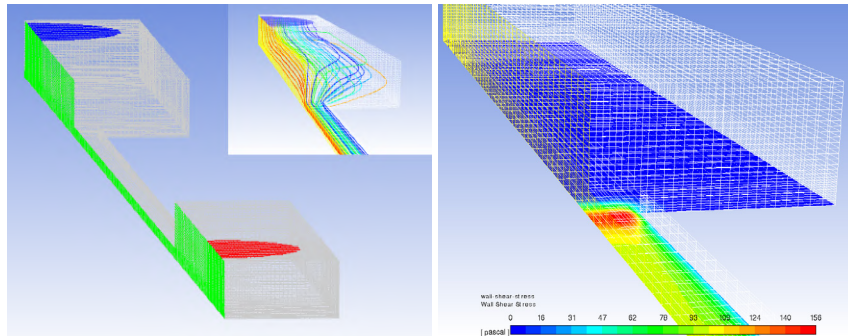 wall-shear-stress
Wall Shear Stress
0 16 31 47 62 78 93 109 124 140 156
[ pascal ]